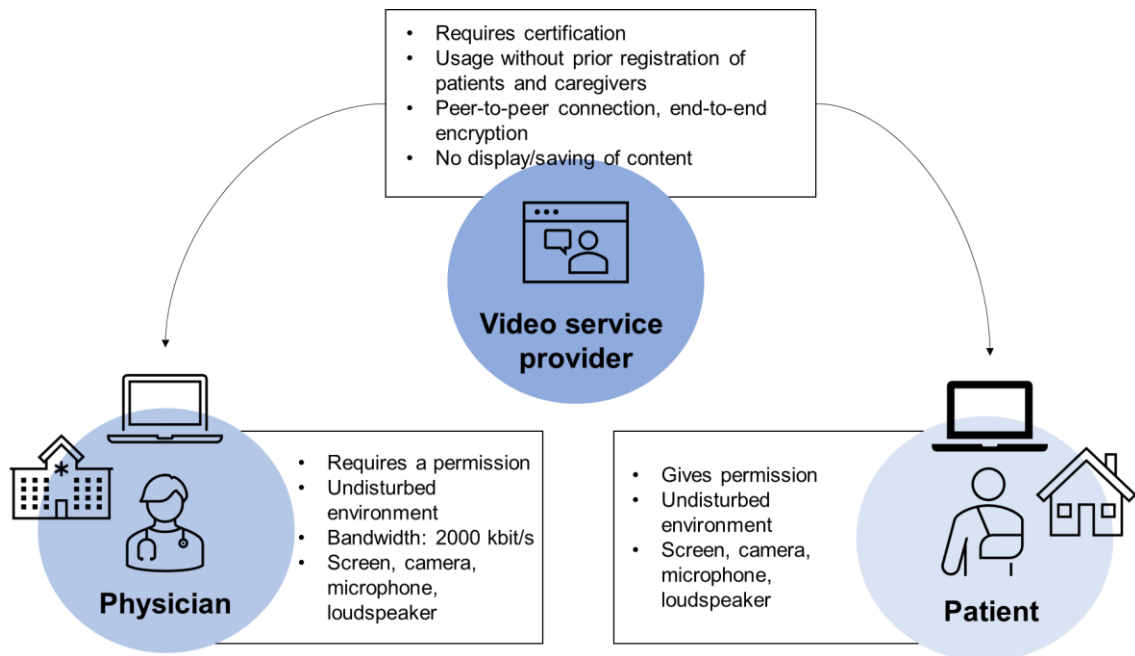 • Requires certification
• Usage without prior registration of
patients and caregivers
• Peer-to-peer connection, end-to-end
encryption
• No display/saving of content
Video service
provider
• Requires a permission
• Undisturbed
environment
• Bandwidth: 2000 kbit/s
• Screen, camera,
microphone,
loudspeaker
Physician
• Gives permission
• Undisturbed
environment
• Screen, camera,
microphone,
loudspeaker
Patient